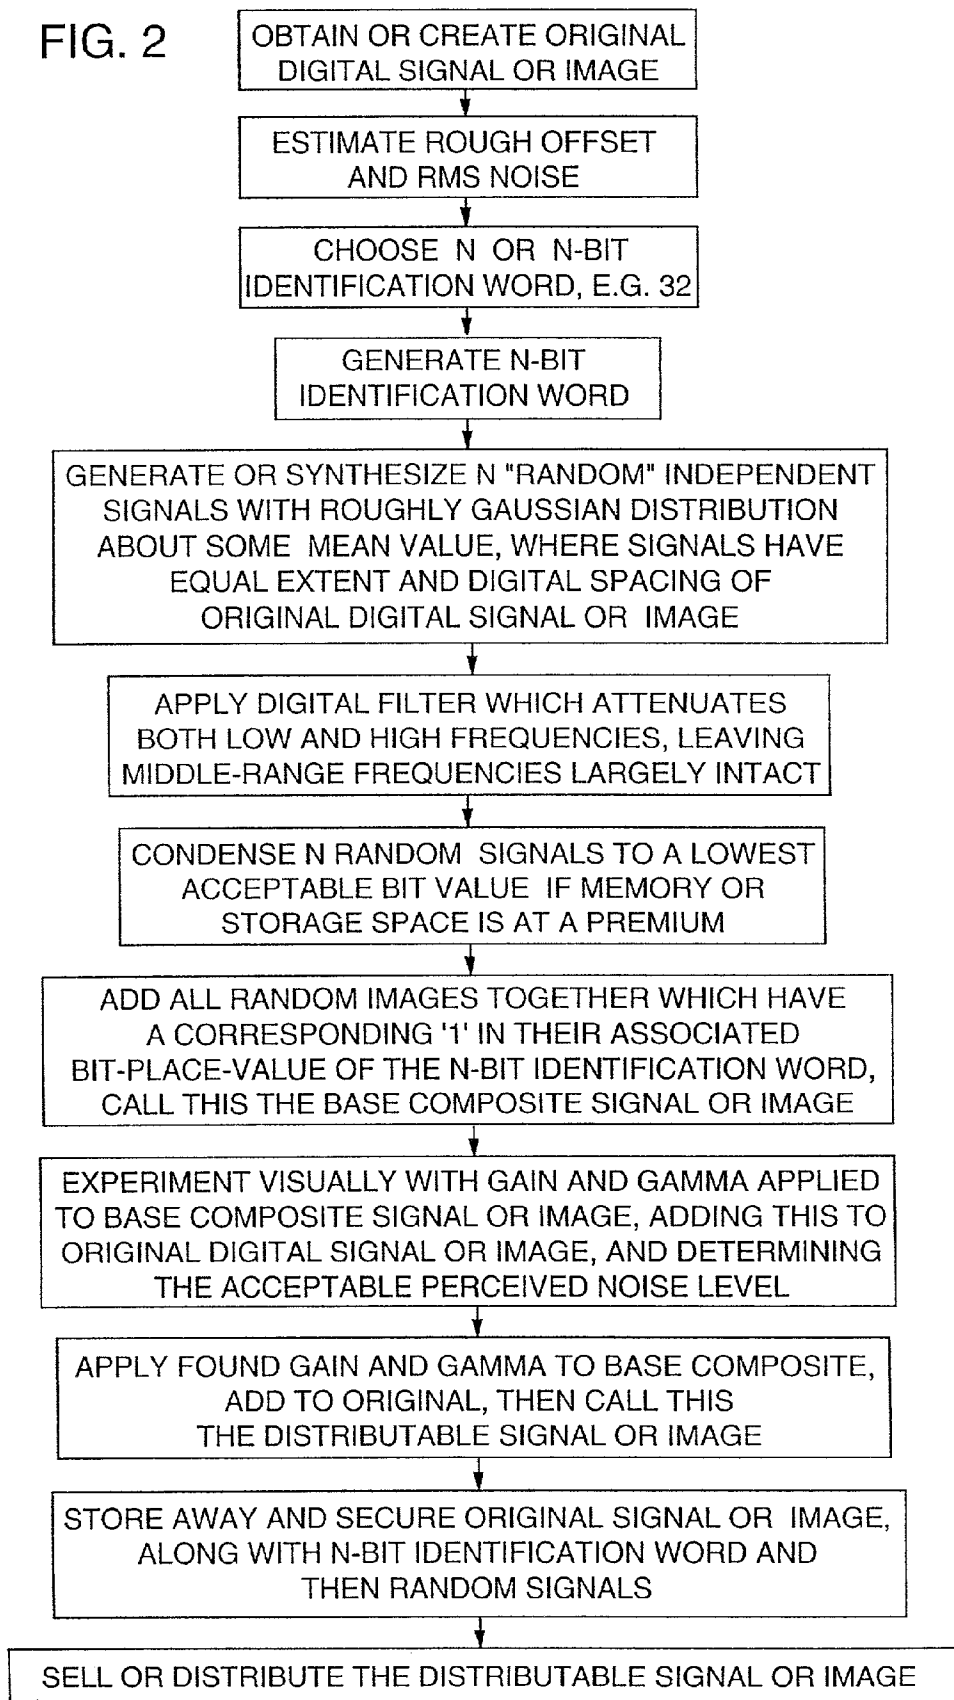 FIG. 2
OBTAIN OR CREATE ORIGINAL
DIGITAL SIGNAL OR IMAGE
ESTIMATE ROUGH OFFSET
AND RMS NOISE
CHOOSE N OR N-BIT
IDENTIFICATION WORD, E.G. 32
GENERATE N-BIT
IDENTIFICATION WORD
GENERATE OR SYNTHESIZE N "RANDOM" INDEPENDENT
SIGNALS WITH ROUGHLY GAUSSIAN DISTRIBUTION
ABOUT SOME MEAN VALUE, WHERE SIGNALS HAVE
EQUAL EXTENT AND DIGITAL SPACING OF
ORIGINAL DIGITAL SIGNAL OR IMAGE
APPLY DIGITAL FILTER WHICH ATTENUATES
BOTH LOW AND HIGH FREQUENCIES, LEAVING
MIDDLE-RANGE FREQUENCIES LARGELY INTACT
CONDENSE N RANDOM SIGNALS TO A LOWEST
ACCEPTABLE BIT VALUE IF MEMORY OR
STORAGE SPACE IS AT A PREMIUM
ADD ALL RANDOM IMAGES TOGETHER WHICH HAVE
A CORRESPONDING '1' IN THEIR ASSOCIATED
BIT-PLACE-VALUE OF THE N-BIT IDENTIFICATION WORD,
CALL THIS THE BASE COMPOSITE SIGNAL OR IMAGE
EXPERIMENT VISUALLY WITH GAIN AND GAMMA APPLIED
TO BASE COMPOSITE SIGNAL OR IMAGE, ADDING THIS TO
ORIGINAL DIGITAL SIGNAL OR IMAGE, AND DETERMINING
THE ACCEPTABLE PERCEIVED NOISE LEVEL
APPLY FOUND GAIN AND GAMMA TO BASE COMPOSITE,
ADD TO ORIGINAL, THEN CALL THIS
THE DISTRIBUTABLE SIGNAL OR IMAGE
STORE AWAY AND SECURE ORIGINAL SIGNAL OR IMAGE,
ALONG WITH N-BIT IDENTIFICATION WORD AND
THEN RANDOM SIGNALS
SELL OR DISTRIBUTE THE DISTRIBUTABLE SIGNAL OR IMAGE